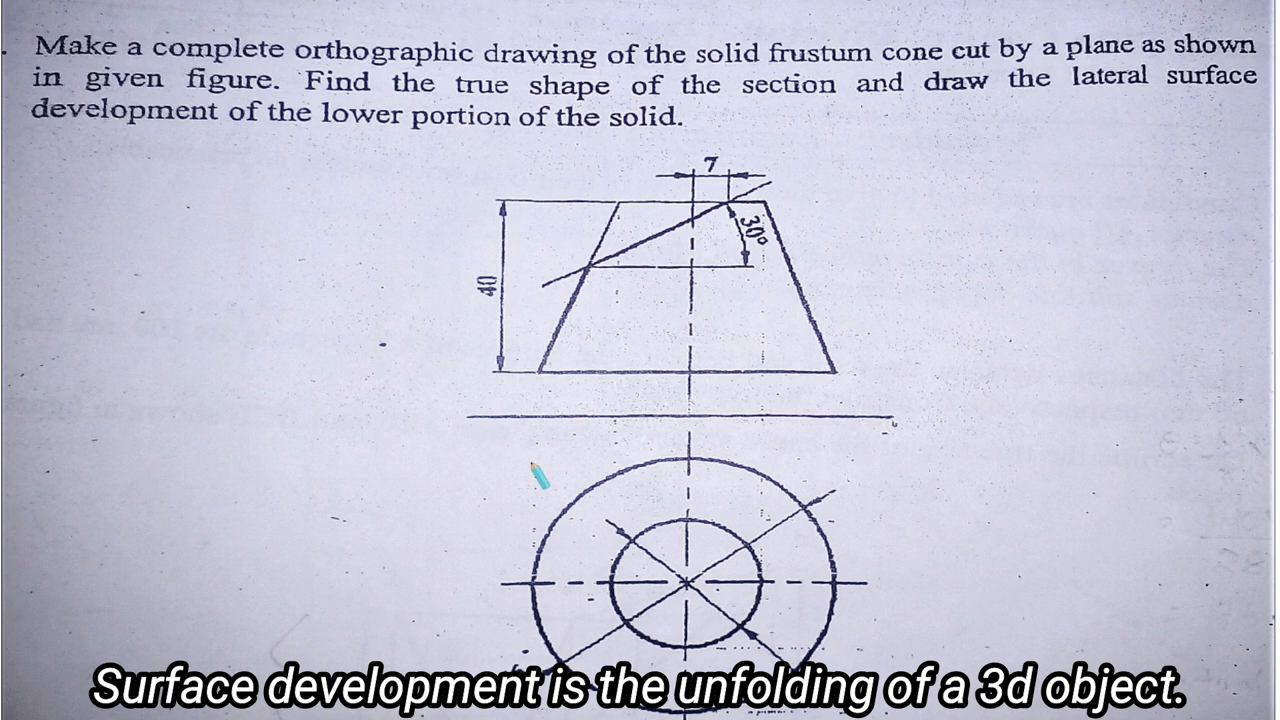 Make a complete orthographic drawing of the solid frustum cone cut by a plane as shown
in given figure. Find the true shape of the section and draw the lateral surface
development of the lower portion of the solid.
7
30°
40
Surface development is the unfolding of a 3d object.